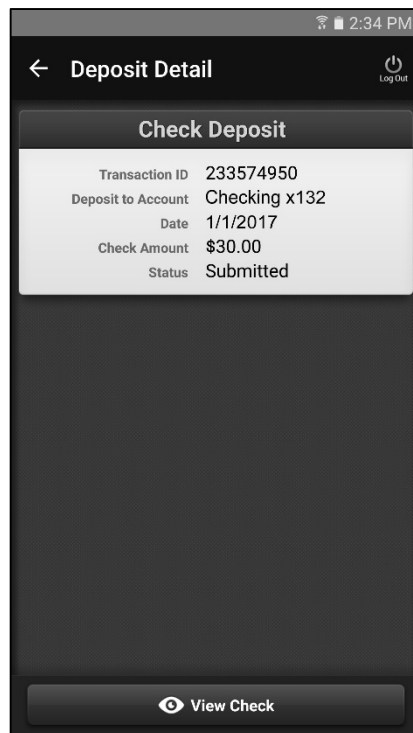 2:34 PM
Deposit Detail
Log Out
Check Deposit
Transaction ID 233574950
Deposit to Account Checking x132
Date 1/1/2017
Check Amount $30.00
Status Submitted
View Check